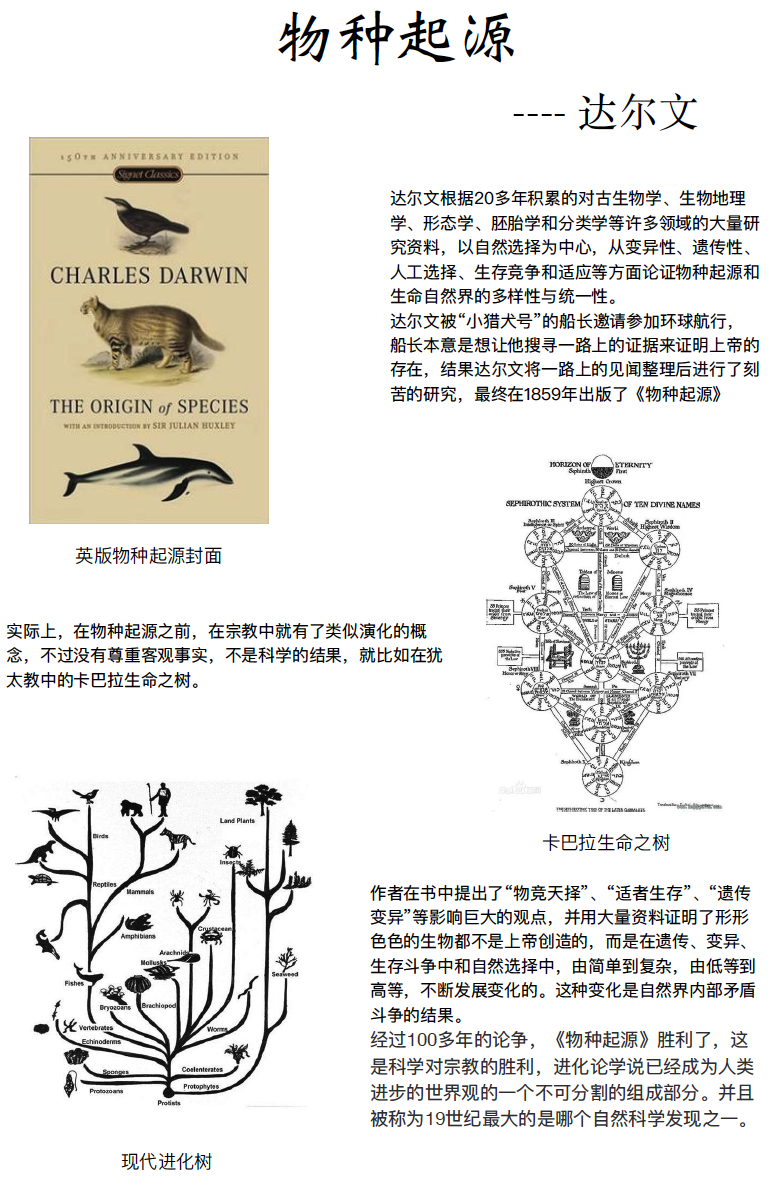 物种起源
---- 达尔文
150TH ANNIVERSARY EDITION
Signet Classics
CHARLES DARWIN
THE ORIGIN of SPECIES
WITH AN INTRODUCTION BY SIR JULIAN HUXLEY
英版物种起源封面
达尔文根据20多年积累的对古生物学、生物地理
学、形态学、胚胎学和分类学等许多领域的大量研
究资料，以自然选择为中心，从变异性、遗传性、
人工选择、生存竞争和适应等方面论证物种起源和
生命自然界的多样性与统一性。
达尔文被“小猎犬号”的船长邀请参加环球航行，
船长本意是想让他搜寻一路上的证据来证明上帝的
存在，结果达尔文将一路上的见闻整理后进行了刻
苦的研究，最终在1859年出版了《物种起源》
HORIZON OF ETERNITY
Highest Crown
SEPHIROTHIC SYSTEM OF TEN DIVINE NAMES
卡巴拉生命之树
实际上，在物种起源之前，在宗教中就有了类似演化的概
念，不过没有尊重客观事实，不是科学的结果，就比如在犹
太教中的卡巴拉生命之树。
Land Plants
Birds
Insects
Reptiles
Mammals
Crustacean
Amphibians
Arachnids
Mollusks
Seaweed
Fishes
Bryozoans
Brachiopod
Vertebrates
Worms
Echinoderms
Sponges
Coelenterates
Protozoans
Protophytes
Protists
现代进化树
作者在书中提出了“物竞天择”、“适者生存”、“遗传
变异”等影响巨大的观点，并用大量资料证明了形形
色色的生物都不是上帝创造的，而是在遗传、变异、
生存斗争中和自然选择中，由简单到复杂，由低等到
高等，不断发展变化的。这种变化是自然界内部矛盾
斗争的结果。
经过100多年的论争，《物种起源》胜利了，这
是科学对宗教的胜利，进化论学说已经成为人类
进步的世界观的一个不可分割的组成部分。并且
被称为19世纪最大的是哪个自然科学发现之一。